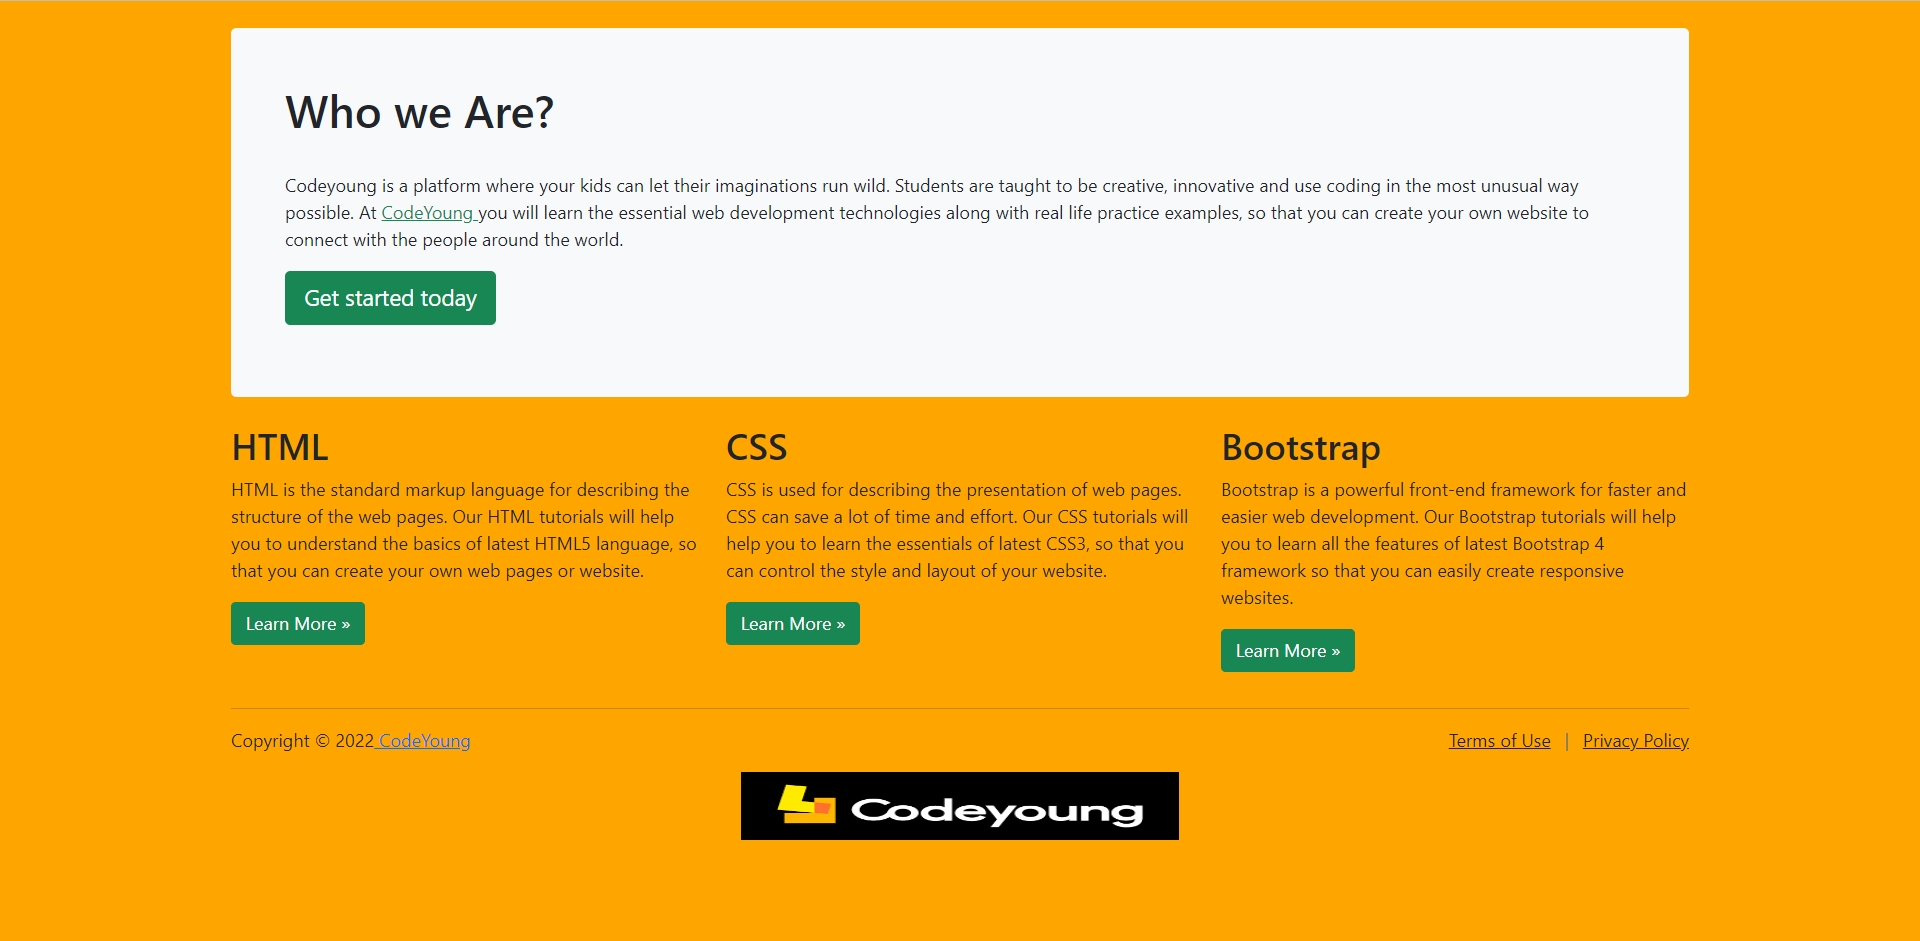 Who we Are?
Codeyoung is a platform where your kids can let their imaginations run wild. Students are taught to be creative, innovative and use coding in the most unusual way
possible. At CodeYoung you will learn the essential web development technologies along with real life practice examples, so that you can create your own website to
connect with the people around the world.
Get started today
HTML
HTML is the standard markup language for describing the
structure of the web pages. Our HTML tutorials will help
you to understand the basics of latest HTML5 language, so
that you can create your own web pages or website.
Learn More »
CSS
CSS is used for describing the presentation of web pages.
CSS can save a lot of time and effort. Our CSS tutorials will
help you to learn the essentials of latest CSS3, so that you
can control the style and layout of your website.
Learn More »
Bootstrap
Bootstrap is a powerful front-end framework for faster and
easier web development. Our Bootstrap tutorials will help
you to learn all the features of latest Bootstrap 4
framework so that you can easily create responsive
websites.
Learn More »
Copyright © 2022 CodeYoung
Terms of Use | Privacy Policy
Codeyoung